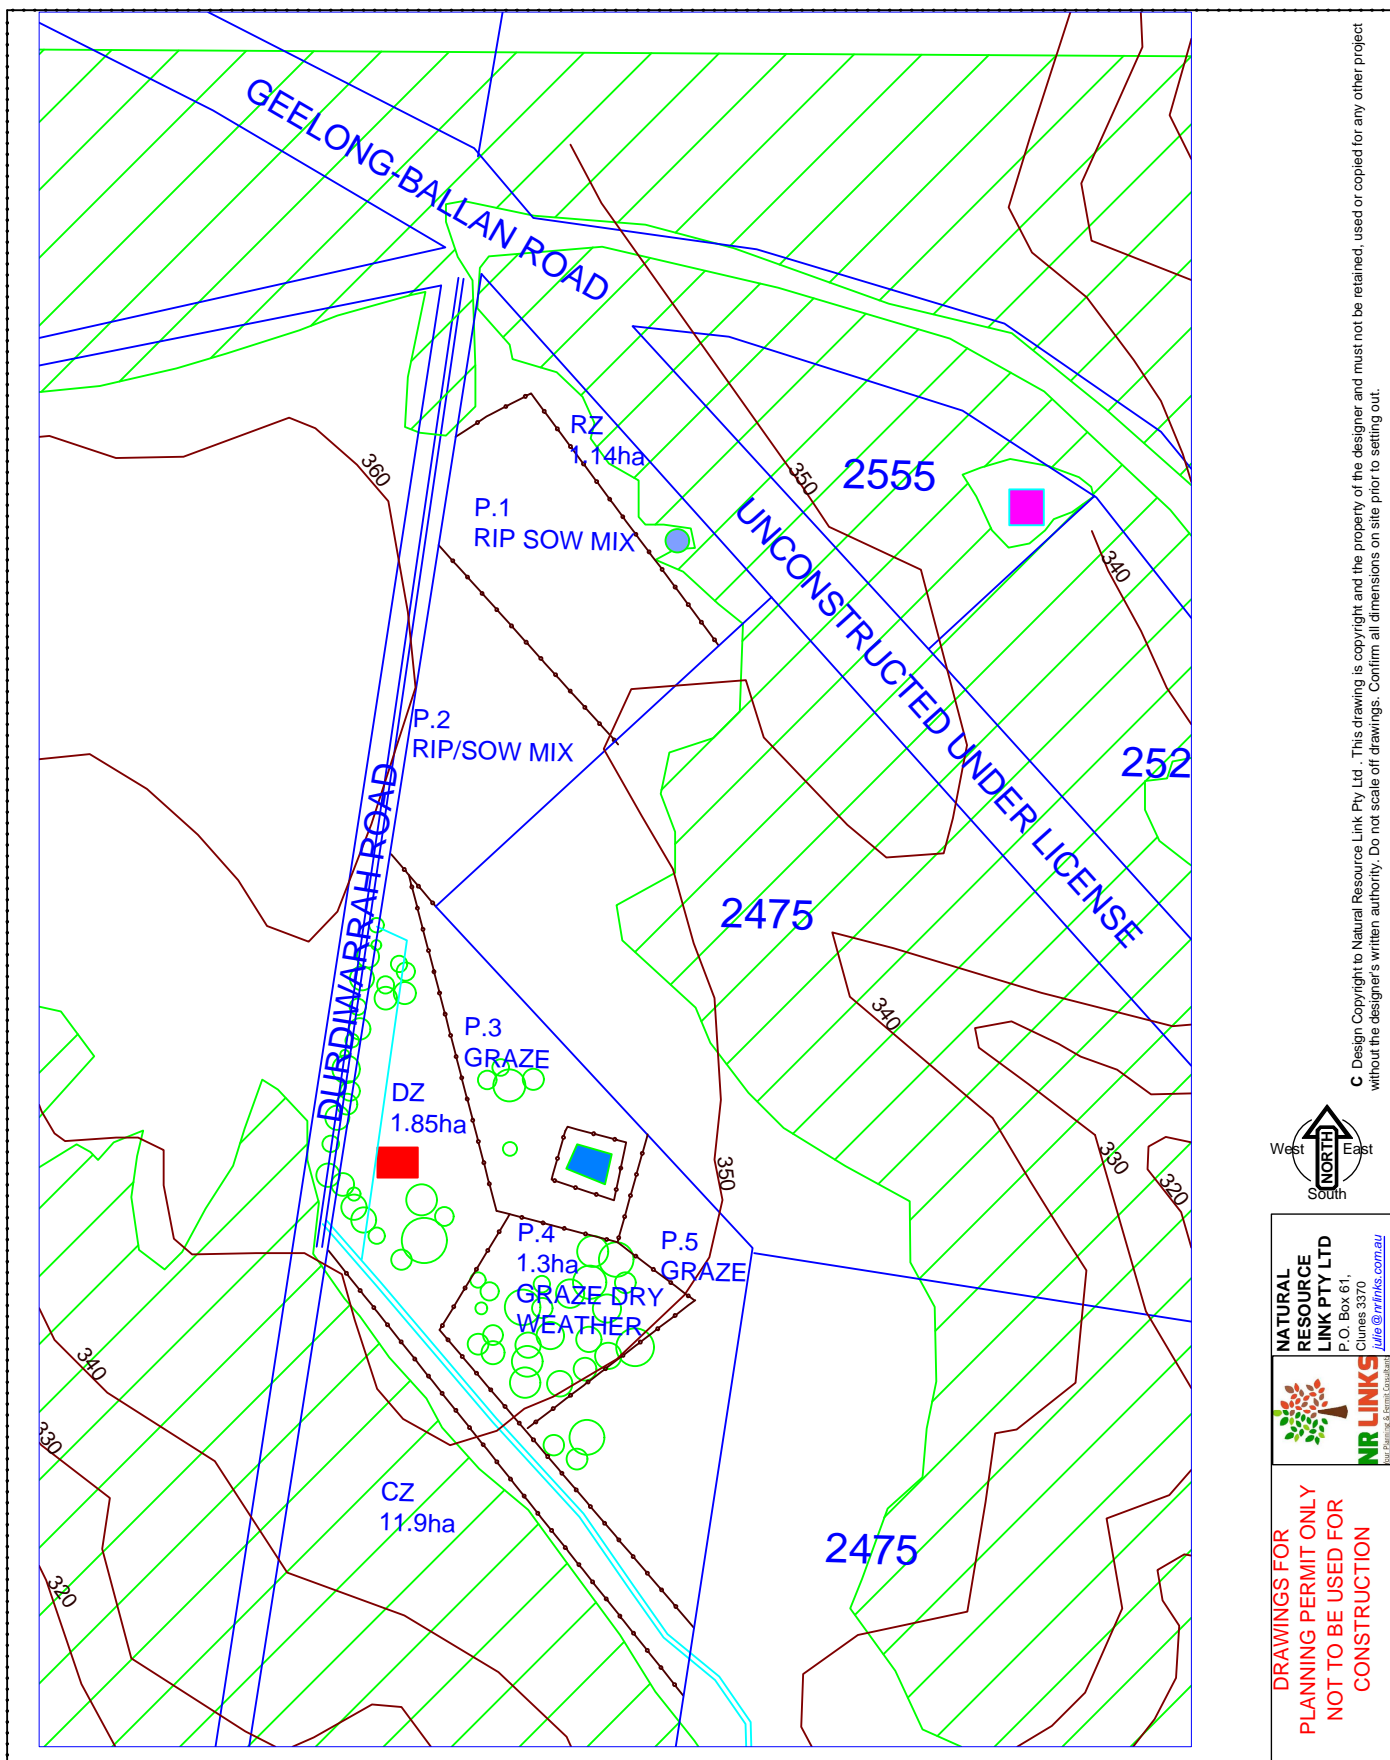 GEELONG-BALLAN ROAD
RZ
1.14ha
360
350
2555
P.1
RIP SOW MIX
UNCONSTRUCTED UNDER LICENSE
340
P.2
RIP/SOW MIX
252
DURDIWARRAH ROAD
2475
340
P.3
GRAZE
DZ
1.85ha
350
330
320
P.4
1.3ha
GRAZE DRY
WEATHER
P.5
GRAZE
340
330
CZ
11.9ha
2475
320
C Design Copyright to Natural Resource Link Pty Ltd . This drawing is copyright and the property of the designer and must not be retained, used or copied for any other project
without the designer's written authority. Do not scale off drawings. Confirm all dimensions on site prior to setting out.
West
NORTH
East
South
NATURAL
RESOURCE
LINK PTY LTD
P.O. Box 61,
Clunes 3370
julie@nrlinks.com.au
NR LINKS
DRAWINGS FOR
PLANNING PERMIT ONLY
NOT TO BE USED FOR
CONSTRUCTION